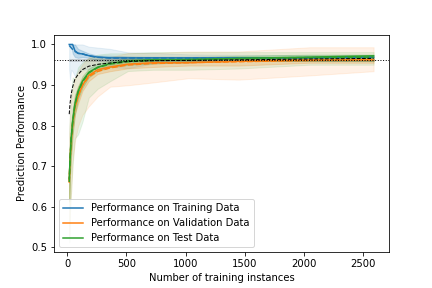 1.0
0.9
0.8
0.7
0.6
0.5
Prediction Performance
Performance on Training Data
Performance on Validation Data
Performance on Test Data
0 500 1000 1500 2000 2500
Number of training instances